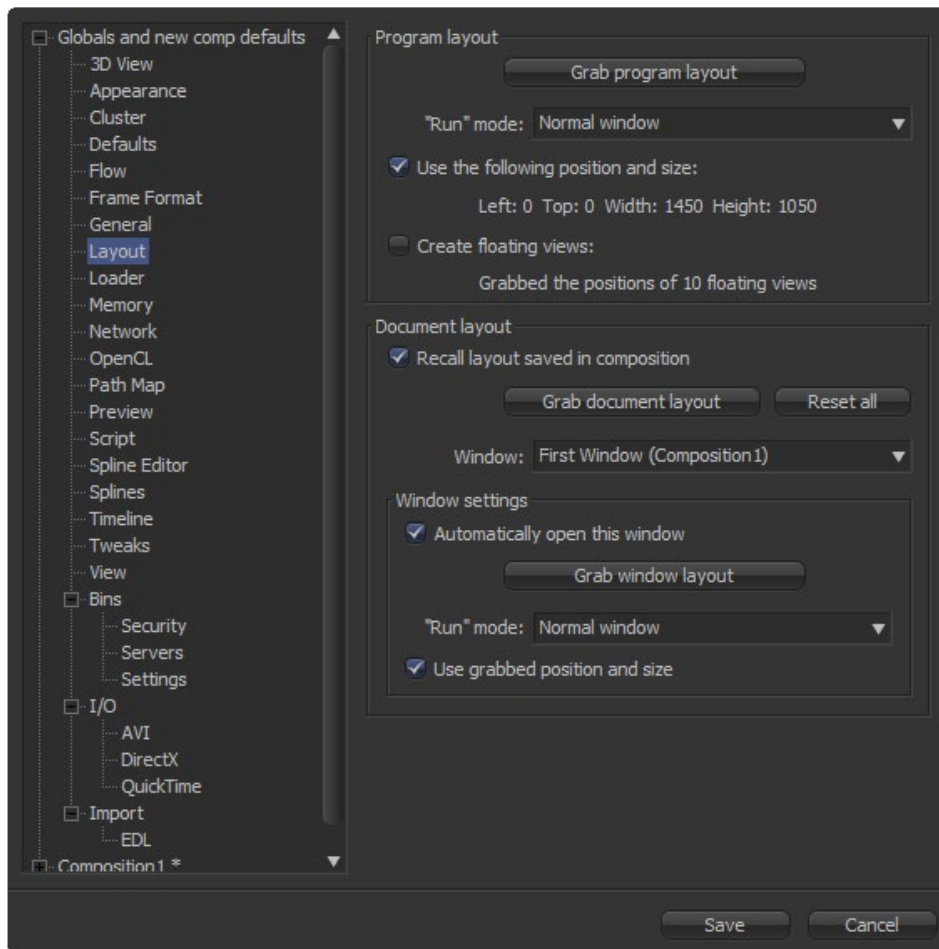 Globals and new comp defaults
3D View
Appearance
Cluster
Defaults
Flow
Frame Format
General
Layout
Loader
Memory
Network
OpenCL
Path Map
Preview
Script
Spline Editor
Splines
Timeline
Tweaks
View
Bins
Security
Servers
Settings
I/O
AVI
DirectX
QuickTime
Import
EDL
Composition1 *
Program layout
Grab program layout
"Run" mode: Normal window
Use the following position and size:
Left: 0 Top: 0 Width: 1450 Height: 1050
Create floating views:
Grabbed the positions of 10 floating views
Document layout
Recall layout saved in composition
Grab document layout Reset all
Window: First Window (Composition1)
Window settings
Automatically open this window
Grab window layout
"Run" mode: Normal window
Use grabbed position and size
Save Cancel